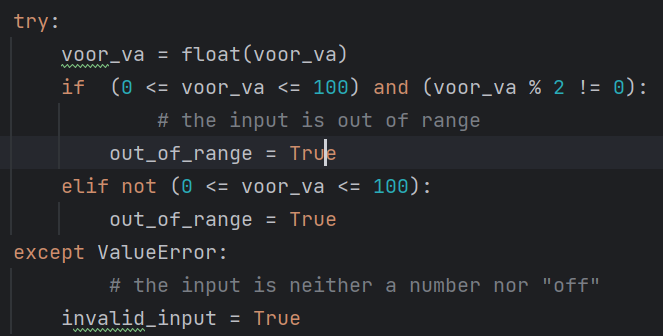 try:
    voor_va = float(voor_va)
    if  (0 <= voor_va <= 100) and (voor_va % 2 != 0):
            # the input is out of range
        out_of_range = True
    elif not (0 <= voor_va <= 100):
        out_of_range = True
except ValueError:
        # the input is neither a number nor "off"
    invalid_input = True